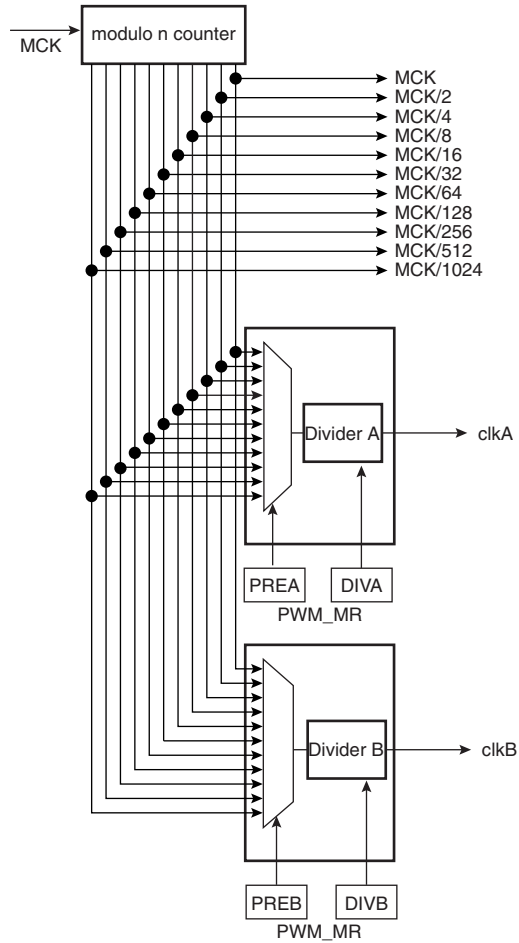 modulo n counter
MCK
MCK
MCK/2
MCK/4
MCK/8
MCK/16
MCK/32
MCK/64
MCK/128
MCK/256
MCK/512
MCK/1024
Divider A
clkA
PREA
DIVA
PWM_MR
Divider B
clkB
PREB
DIVB
PWM_MR